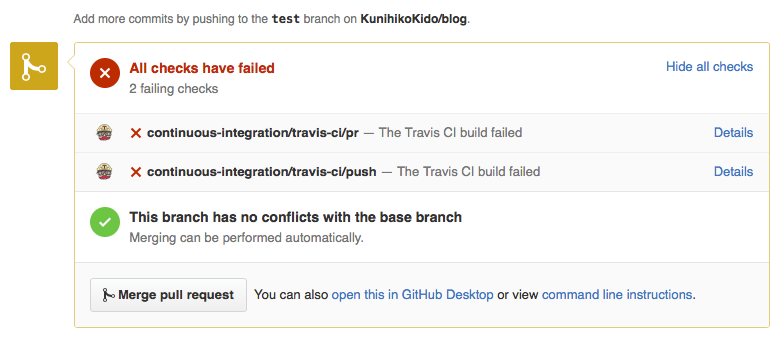 Add more commits by pushing to the test branch on KunihikoKido/blog.
All checks have failed
Hide all checks
2 failing checks
continuous-integration/travis-ci/pr — The Travis CI build failed
Details
continuous-integration/travis-ci/push — The Travis CI build failed
Details
This branch has no conflicts with the base branch
Merging can be performed automatically.
Merge pull request
You can also open this in GitHub Desktop or view command line instructions.